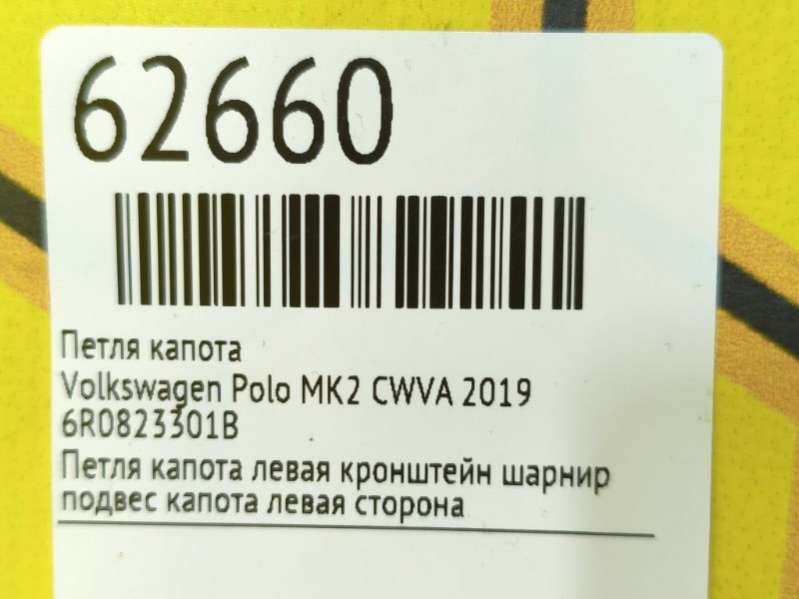 62660
Петля капота
Volkswagen Polo MK2 CWVA 2019
6R0823301B
Петля капота левая кронштейн шарнир
подвес капота левая сторона